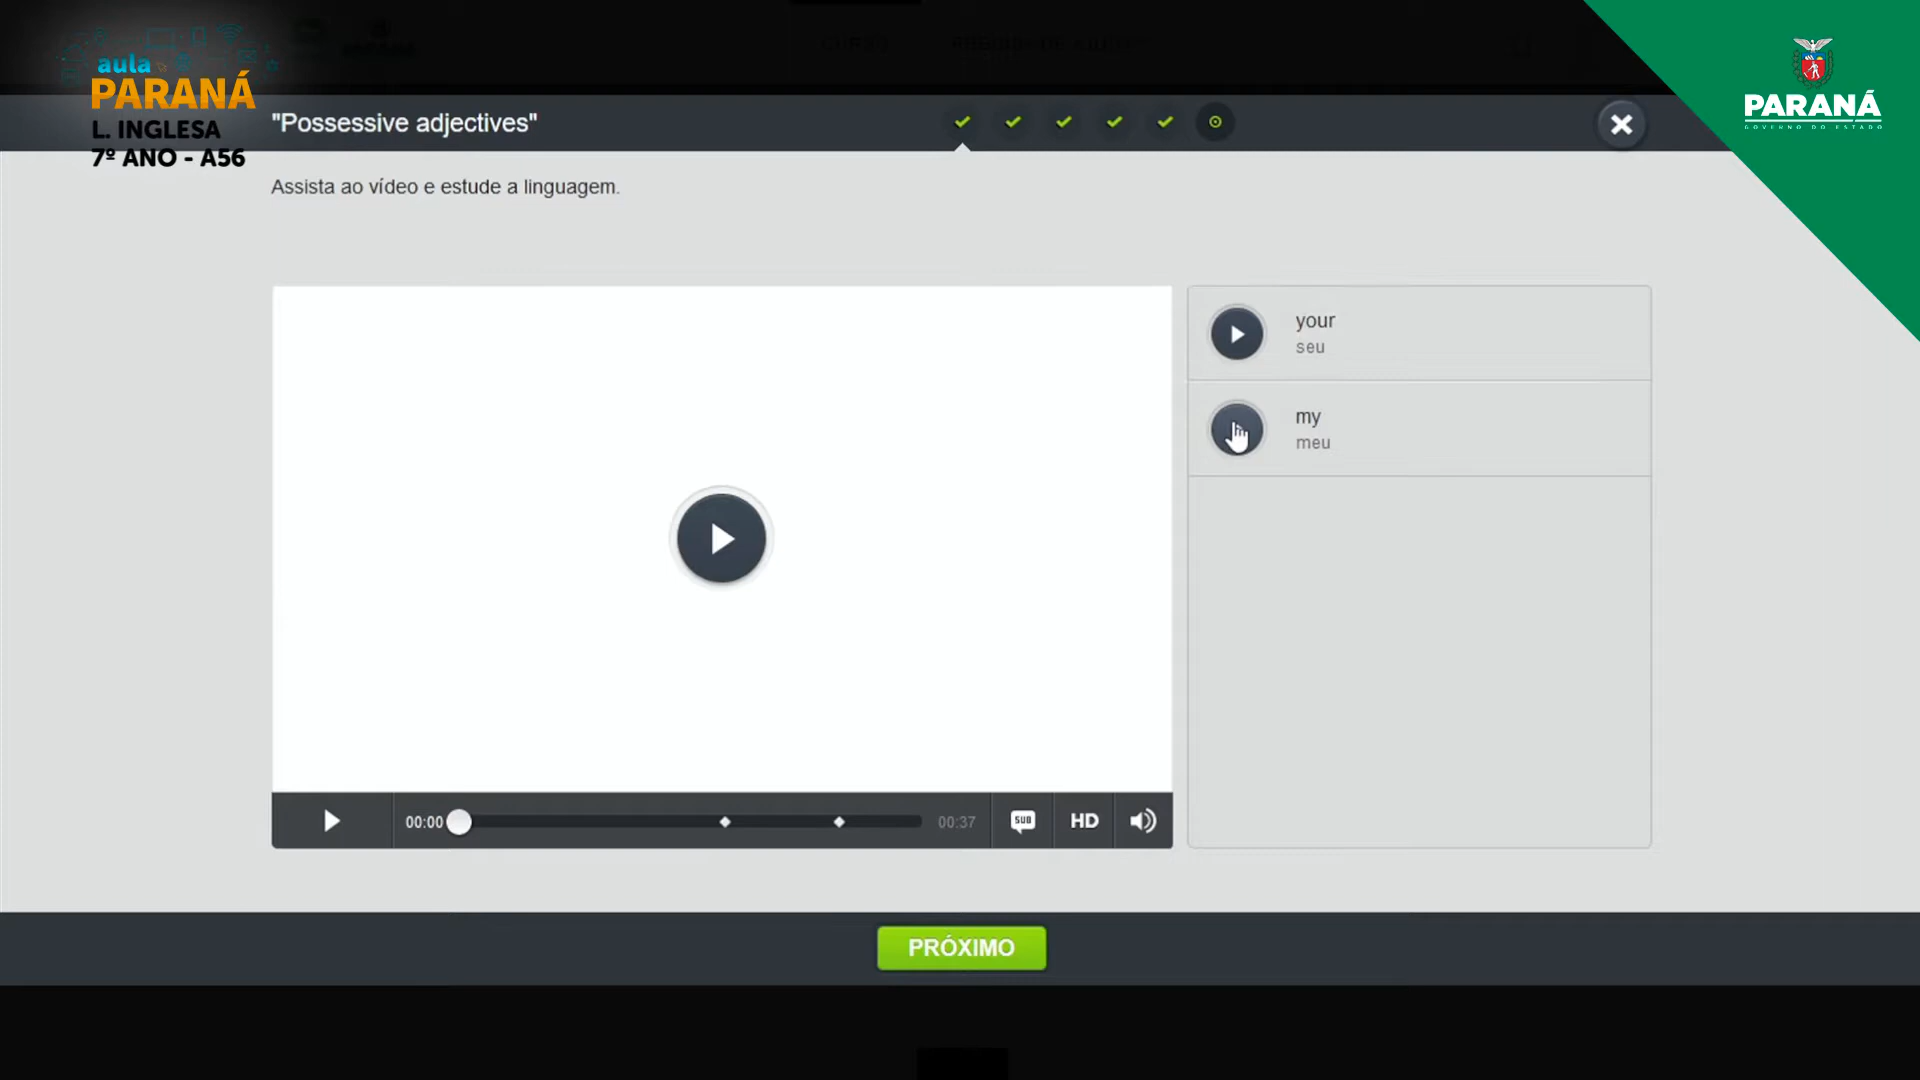 aula
PARANÁ
L. INGLESA
7º ANO - A56
"Possessive adjectives"
PARANÁ
GOVERNO DO ESTADO
Assista ao vídeo e estude a linguagem.
your
seu
my
meu
00:00
00:37
SUB
HD
PRÓXIMO